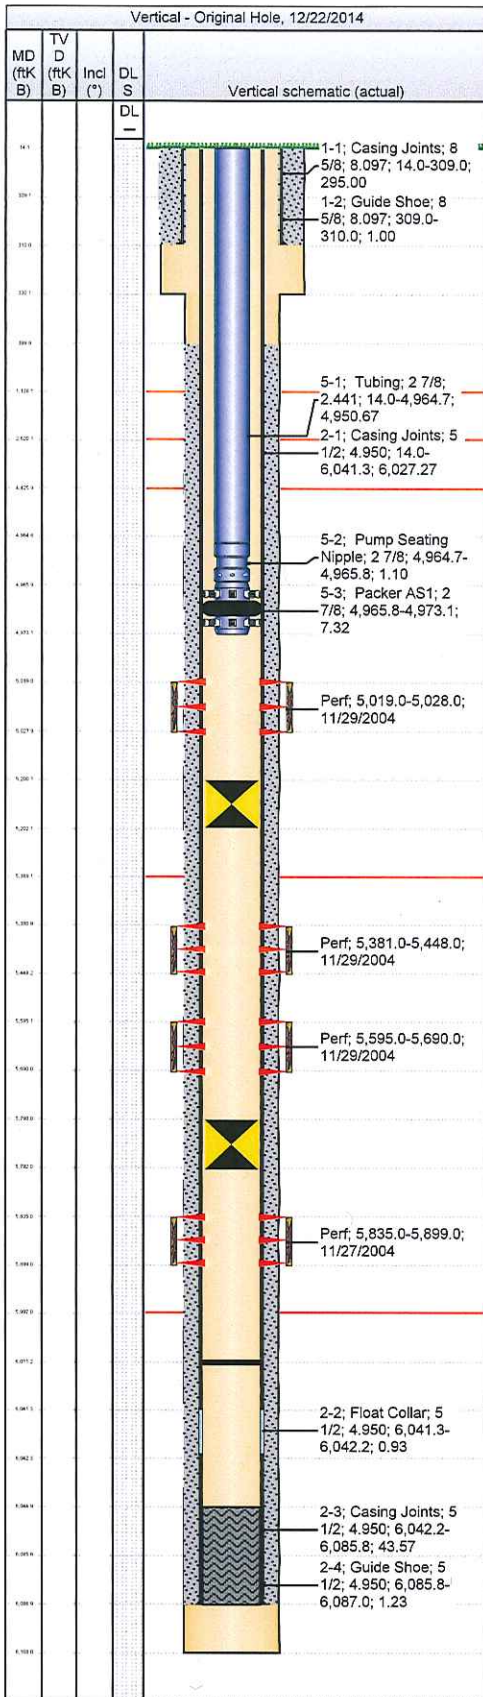 Vertical - Original Hole, 12/22/2014
MD
(ftK
B)
TV
D
(ftK
B)
Incl
(°)
DL
S
Vertical schematic (actual)
DL
—
1-1; Casing Joints; 8
5/8; 8.097; 14.0-309.0;
295.00
1-2; Guide Shoe; 8
5/8; 8.097; 309.0-
310.0; 1.00
5-1; Tubing; 2 7/8;
2.441; 14.0-4,964.7;
4,950.67
2-1; Casing Joints; 5
1/2; 4.950; 14.0-
6,041.3; 6,027.27
5-2; Pump Seating
Nipple; 2 7/8; 4,964.7-
4,965.8; 1.10
5-3; Packer AS1; 2
7/8; 4,965.8-4,973.1;
7.32
Perf; 5,019.0-5,028.0;
11/29/2004
Perf; 5,381.0-5,448.0;
11/29/2004
Perf; 5,595.0-5,690.0;
11/29/2004
Perf; 5,835.0-5,899.0;
11/27/2004
2-2; Float Collar; 5
1/2; 4.950; 6,041.3-
6,042.2; 0.93
2-3; Casing Joints; 5
1/2; 4.950; 6,042.2-
6,085.8; 43.57
2-4; Guide Shoe; 5
1/2; 4.950; 6,085.8-
6,087.0; 1.23